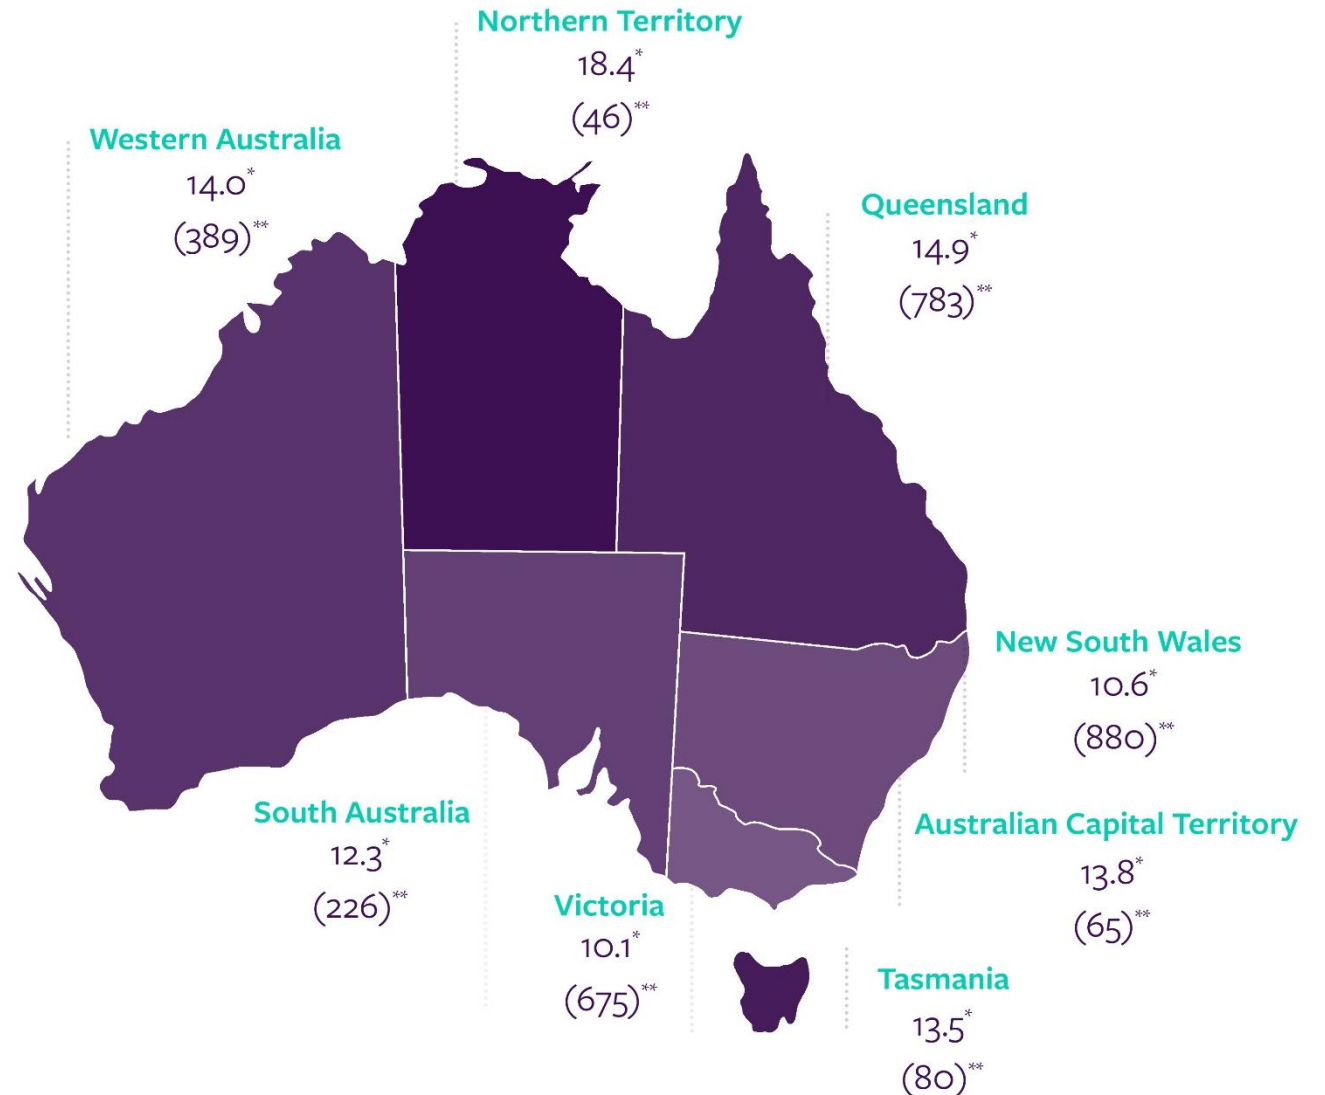 Northern Territory
18.4*
(46)**
Western Australia
14.0*
(389)**
Queensland
14.9*
(783)**
New South Wales
10.6*
(880)**
South Australia
12.3*
(226)**
Australian Capital Territory
13.8*
(65)**
Victoria
10.1*
(675)**
Tasmania
13.5*
(80)**